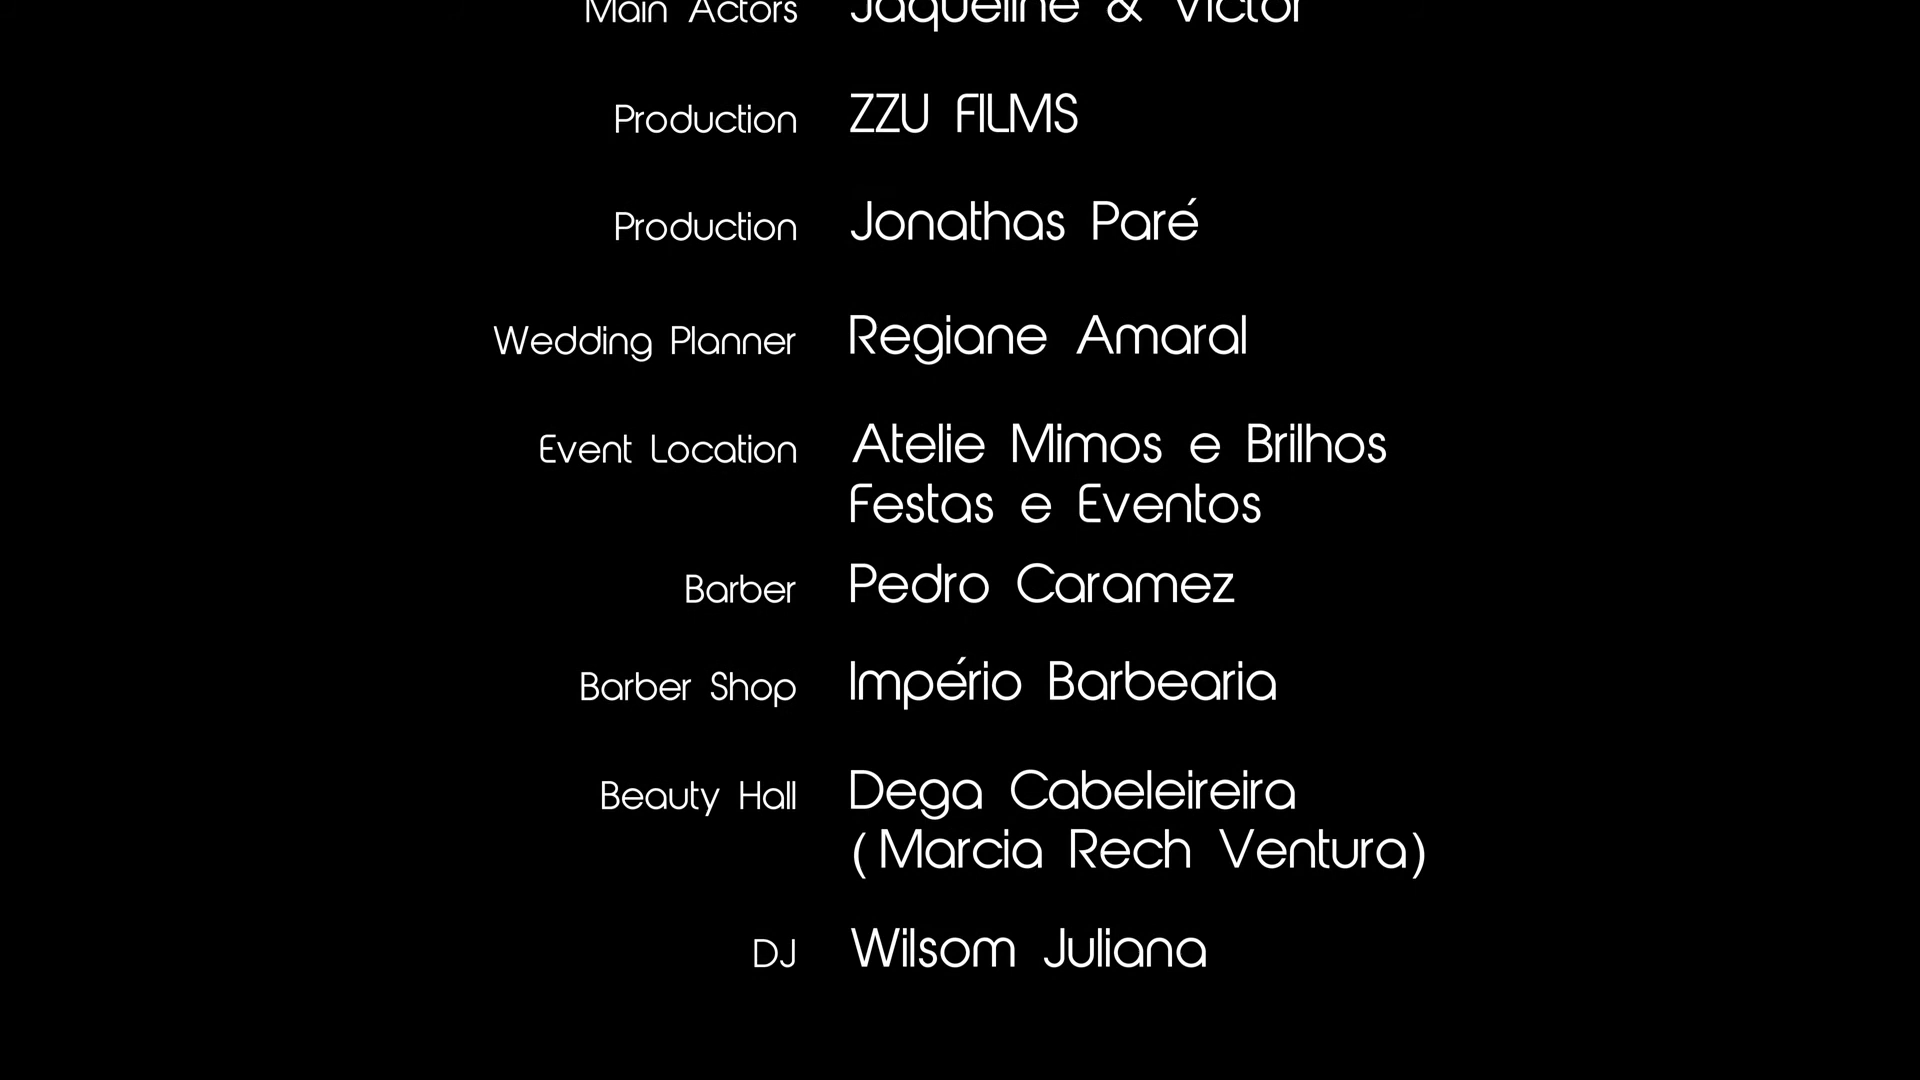 Main Actors Jaqueline & Victor
Production ZZU FILMS
Production Jonathas Paré
Wedding Planner Regiane Amaral
Event Location Atelie Mimos e Brilhos
Festas e Eventos
Barber Pedro Caramez
Barber Shop Império Barbearia
Beauty Hall Dega Cabeleireira
(Marcia Rech Ventura)
DJ Wilsom Juliana